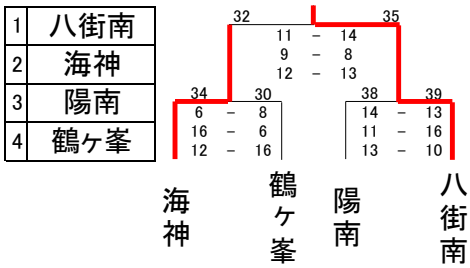 1 八街南
2 海神
3 陽南
4 鶴ヶ峯
32 35
11 – 14
9 – 8
12 – 13
34 30 38 39
6 – 8 14 – 13
16 – 6 11 – 16
12 – 16 13 – 10
海神 鶴ヶ峯 陽南 八街南